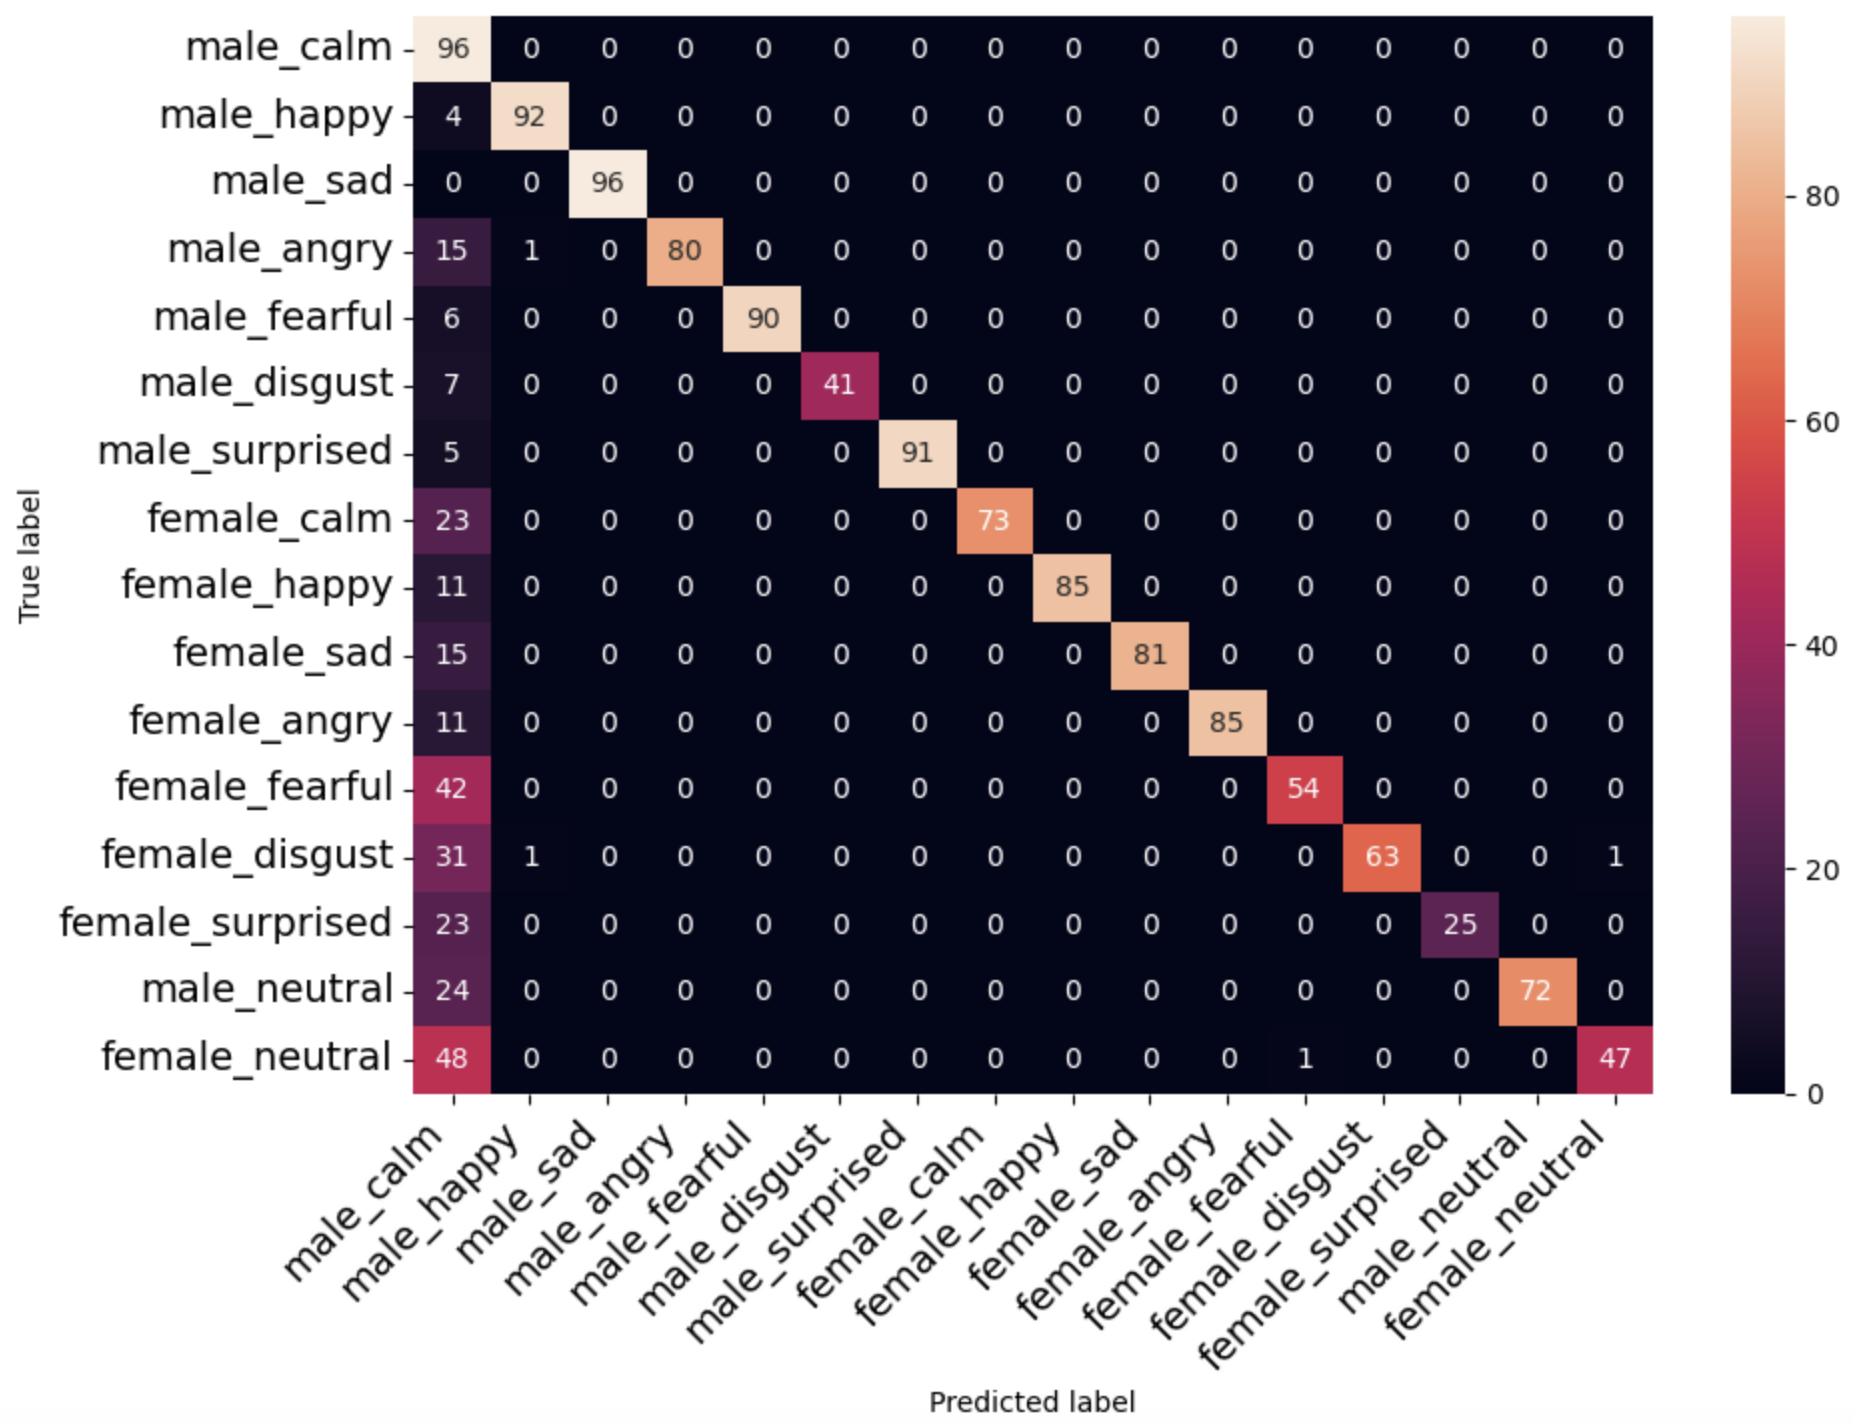 male_calm 96 0 0 0 0 0 0 0 0 0 0 0 0 0 0 0
male_happy 4 92 0 0 0 0 0 0 0 0 0 0 0 0 0 0
male_sad 0 0 96 0 0 0 0 0 0 0 0 0 0 0 0 0
male_angry 15 1 0 80 0 0 0 0 0 0 0 0 0 0 0 0
male_fearful 6 0 0 0 90 0 0 0 0 0 0 0 0 0 0 0
male_disgust 7 0 0 0 0 41 0 0 0 0 0 0 0 0 0 0
male_surprised 5 0 0 0 0 0 91 0 0 0 0 0 0 0 0 0
female_calm 23 0 0 0 0 0 0 73 0 0 0 0 0 0 0 0
female_happy 11 0 0 0 0 0 0 0 85 0 0 0 0 0 0 0
female_sad 15 0 0 0 0 0 0 0 0 81 0 0 0 0 0 0
female_angry 11 0 0 0 0 0 0 0 0 0 85 0 0 0 0 0
female_fearful 42 0 0 0 0 0 0 0 0 0 0 54 0 0 0 0
female_disgust 31 1 0 0 0 0 0 0 0 0 0 0 63 0 0 1
female_surprised 23 0 0 0 0 0 0 0 0 0 0 0 0 25 0 0
male_neutral 24 0 0 0 0 0 0 0 0 0 0 0 0 0 72 0
female_neutral 48 0 0 0 0 0 0 0 0 0 0 1 0 0 0 47
True label
male_calm
male_happy
male_sad
male_angry
male_fearful
male_disgust
male_surprised
female_calm
female_happy
female_sad
female_angry
female_fearful
female_disgust
female_surprised
male_neutral
female_neutral
Predicted label
80
60
40
20
0